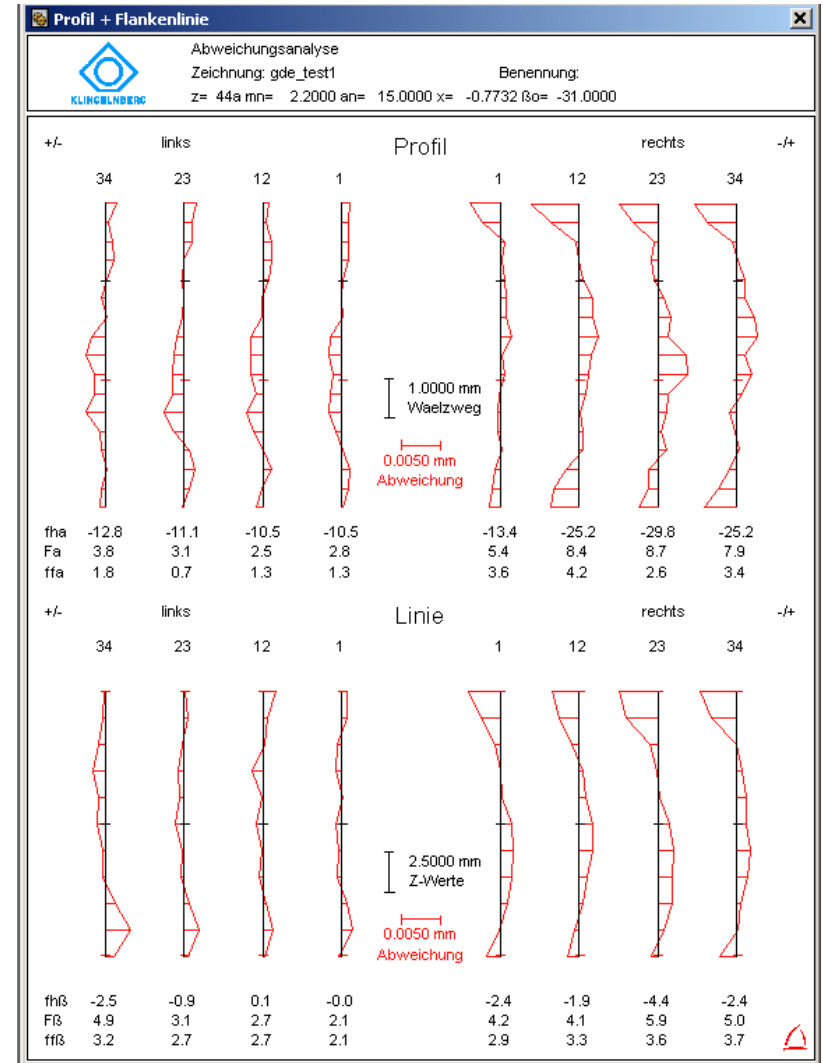 Profil + Flankenlinie
KLINGELNBERG
Abweichungsanalyse
Zeichnung: gde_test1 Benennung:
z= 44a mn= 2.2000 an= 15.0000 x= -0.7732 ßo= -31.0000
+/- links Profil rechts -/+
34 23 12 1 1 12 23 34
1.0000 mm
Waelzweg
0.0050 mm
Abweichung
fha -12.8 -11.1 -10.5 -10.5 -13.4 -25.2 -29.8 -25.2
Fa 3.8 3.1 2.5 2.8 5.4 8.4 8.7 7.9
ffa 1.8 0.7 1.3 1.3 3.6 4.2 2.6 3.4
+/- links Linie rechts -/+
34 23 12 1 1 12 23 34
2.5000 mm
Z-Werte
0.0050 mm
Abweichung
fhß -2.5 -0.9 0.1 -0.0 -2.4 -1.9 -4.4 -2.4
Fß 4.9 3.1 2.7 2.1 4.2 4.1 5.9 5.0
ffß 3.2 2.7 2.7 2.1 2.9 3.3 3.6 3.7